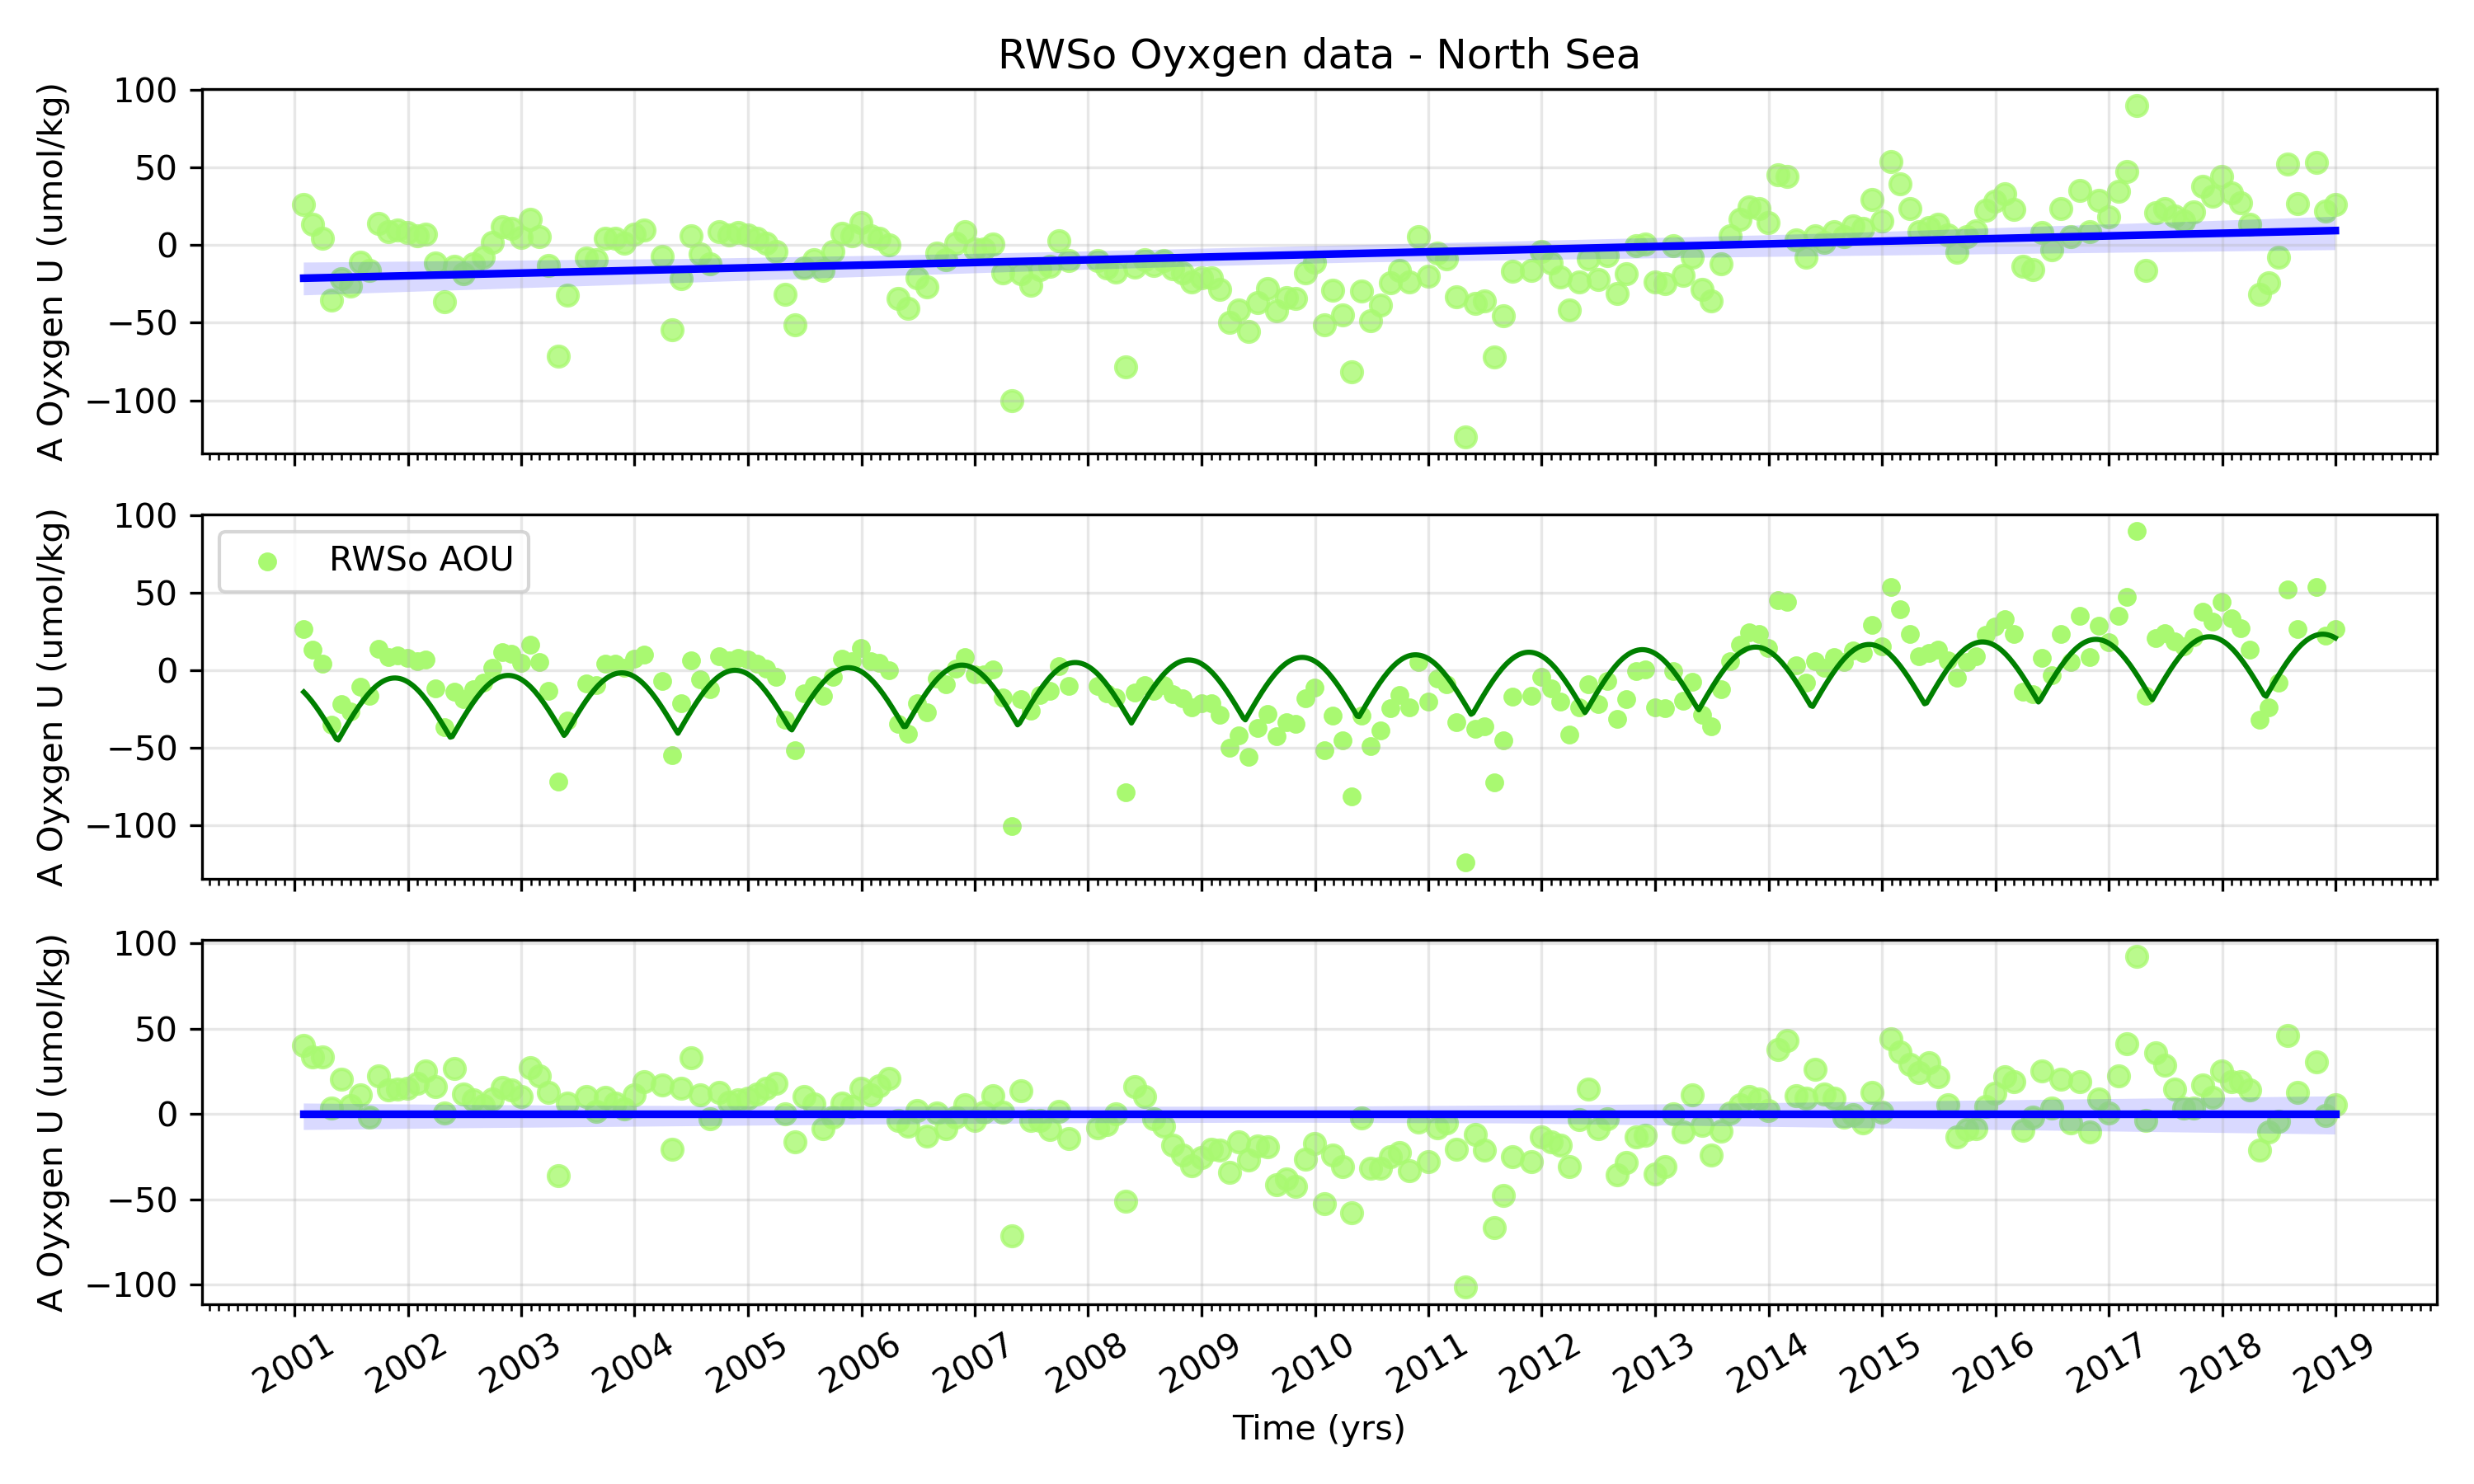 RWSo Oyxgen data - North Sea
A Oyxgen U (umol/kg)
100
50
0
−50
−100
A Oyxgen U (umol/kg)
100
50
0
−50
−100
RWSo AOU
A Oyxgen U (umol/kg)
100
50
0
−50
−100
2001 2002 2003 2004 2005 2006 2007 2008 2009 2010 2011 2012 2013 2014 2015 2016 2017 2018 2019
Time (yrs)